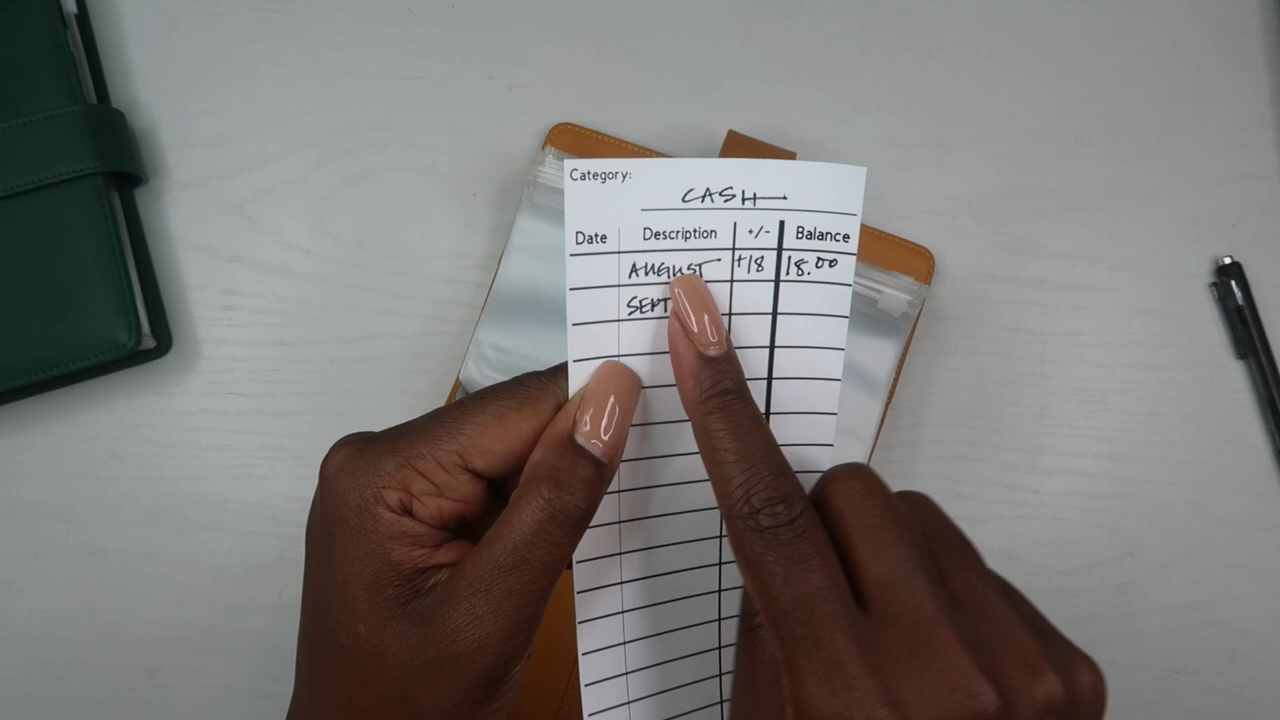 Category: CASH
Date Description +/- Balance
AUGUST +18 18.00
SEPT